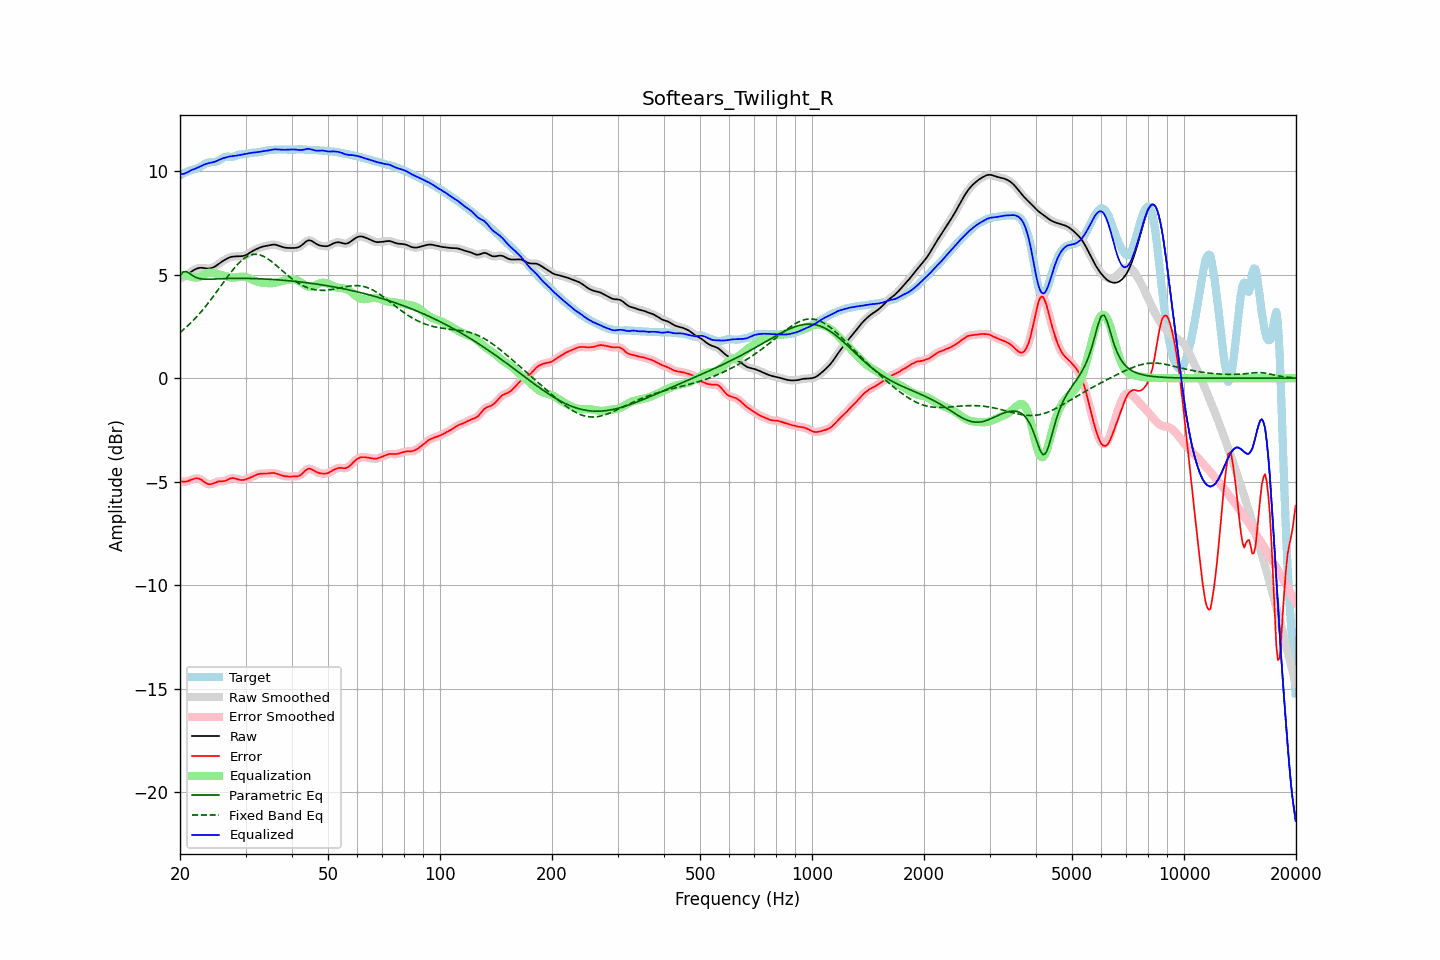 Softears_Twilight_R
Amplitude (dBr)
10
5
0
−5
−10
−15
−20
Target
Raw Smoothed
Error Smoothed
Raw
Error
Equalization
Parametric Eq
Fixed Band Eq
Equalized
20 50 100 200 500 1000 2000 5000 10000 20000
Frequency (Hz)